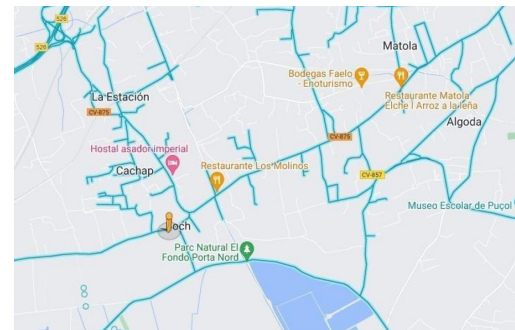 526
526
Matola
Bodegas Faelo
- Enoturismo
Restaurante Matola
Elche | Arroz a la leña
La Estación
CV-875
Algoda
CV-875
Hostal asador imperial
Cachap
Restaurante Los Molinos
CV-857
Museo Escolar de Puçol
och
Parc Natural El
Fondo Porta Nord